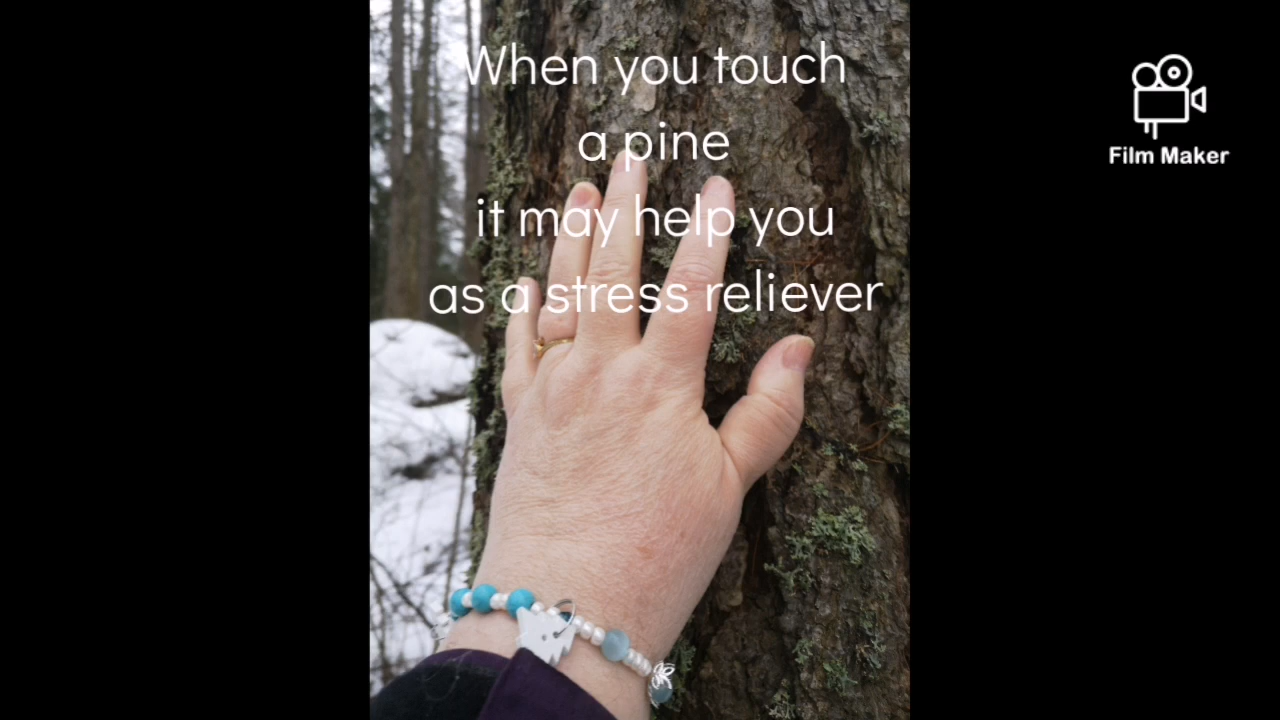 When you touch
a pine
it may help you
as a stress reliever
Film Maker